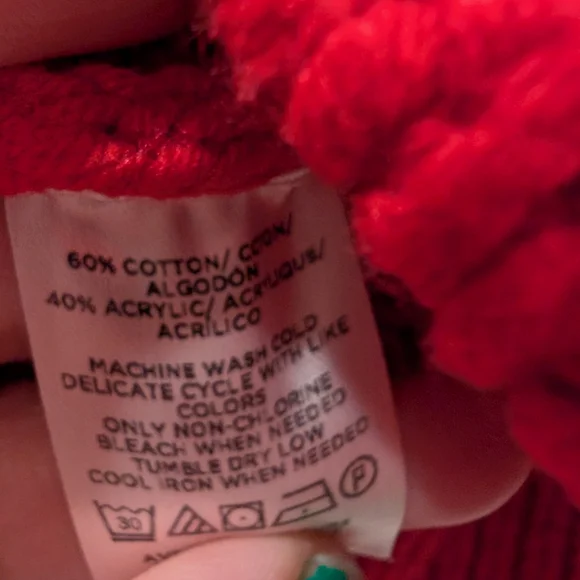 60% COTTON/ COTON/
ALGODÓN
40% ACRYLIC/ ACRYLIQUE/
ACRÍLICO
MACHINE WASH COLD
DELICATE CYCLE WITH LIKE
COLORS
ONLY NON-CHLORINE
BLEACH WHEN NEEDED
TUMBLE DRY LOW
COOL IRON WHEN NEEDED
30 P